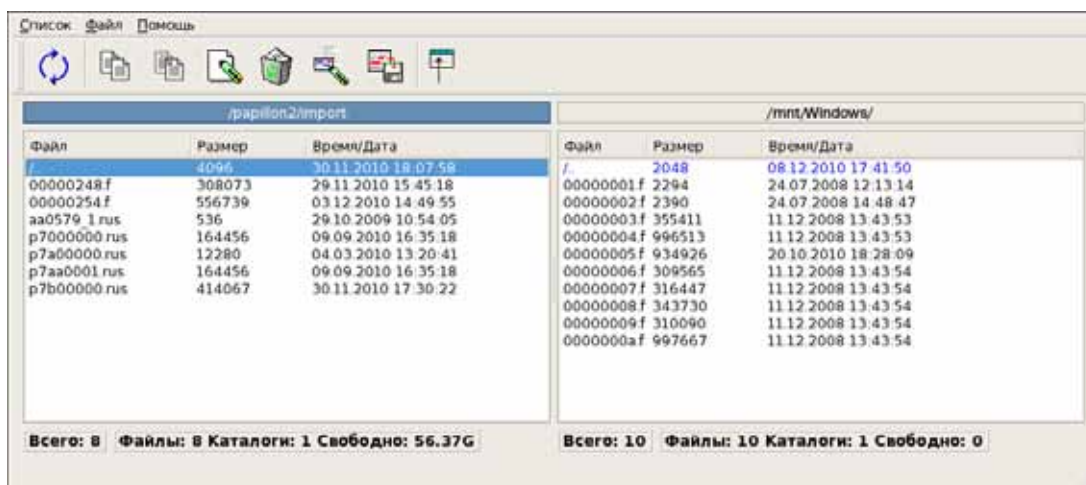 Список Файл Помощь
/papillon2/import
Файл Размер Время/Дата
/.. 4096 30.11.2010 18:07:58
00000248.f 308073 29.11.2010 15:45:18
00000254.f 556739 03.12.2010 14:49:55
aa0579_1.rus 536 29.10.2009 10:54:05
p7000000.rus 164456 09.09.2010 16:35:18
p7a00000.rus 12280 04.03.2010 13:20:41
p7aa0001.rus 164456 09.09.2010 16:35:18
p7b00000.rus 414067 30.11.2010 17:30:22
Всего: 8 Файлы: 8 Каталоги: 1 Свободно: 56.37G
/mnt/Windows/
Файл Размер Время/Дата
/.. 2048 08.12.2010 17:41:50
00000001.f 2294 24.07.2008 12:13:14
00000002.f 2390 24.07.2008 14:48:47
00000003.f 355411 11.12.2008 13:43:53
00000004.f 996513 11.12.2008 13:43:53
00000005.f 934926 20.10.2010 18:28:09
00000006.f 309565 11.12.2008 13:43:54
00000007.f 316447 11.12.2008 13:43:54
00000008.f 343730 11.12.2008 13:43:54
00000009.f 310090 11.12.2008 13:43:54
0000000a.f 997667 11.12.2008 13:43:54
Всего: 10 Файлы: 10 Каталоги: 1 Свободно: 0